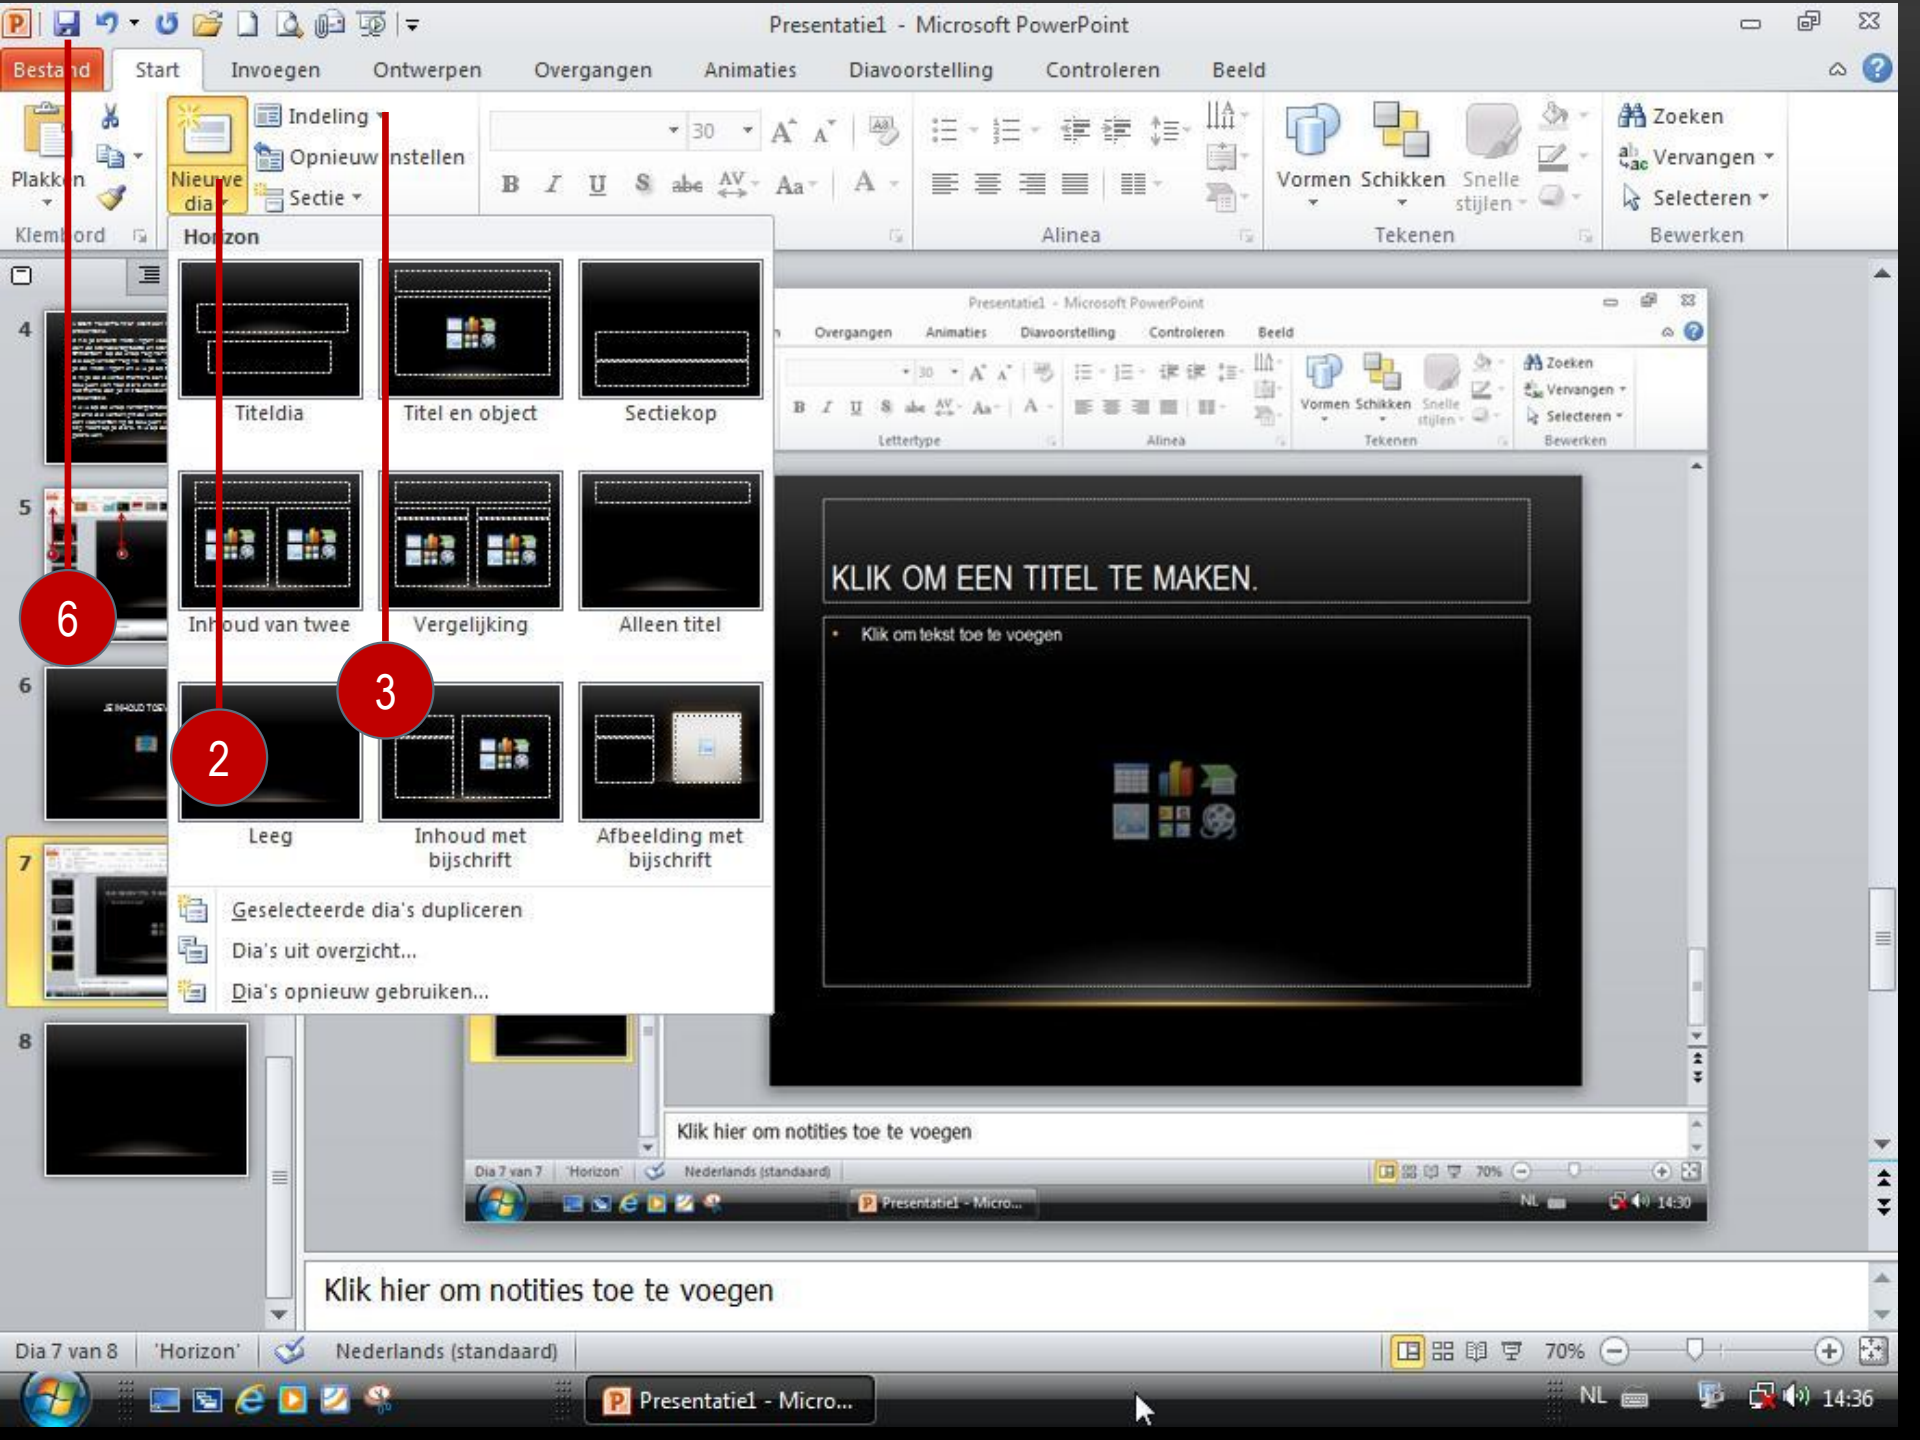 Presentatie1 - Microsoft PowerPoint
Bestand Start Invoegen Ontwerpen Overgangen Animaties Diavoorstelling Controleren Beeld
Plakken
Nieuwe dia
Indeling
Opnieuw instellen
Sectie
30
Vormen Schikken Snelle stijlen
Zoeken
Vervangen
Selecteren
Klembord
Alinea
Tekenen
Bewerken
Horizon
Titeldia
Titel en object
Sectiekop
Inhoud van twee
Vergelijking
Alleen titel
Leeg
Inhoud met bijschrift
Afbeelding met bijschrift
Geselecteerde dia's dupliceren
Dia's uit overzicht...
Dia's opnieuw gebruiken...
4
5
6
7
8
6
2
3
Presentatie1 - Microsoft PowerPoint
Overgangen Animaties Diavoorstelling Controleren Beeld
30
Vormen Schikken Snelle stijlen
Zoeken
Vervangen
Selecteren
Lettertype
Alinea
Tekenen
Bewerken
KLIK OM EEN TITEL TE MAKEN.
Klik om tekst toe te voegen
Klik hier om notities toe te voegen
Dia 7 van 7 'Horizon' Nederlands (standaard) 70%
Presentatie1 - Micro... NL 14:30
Klik hier om notities toe te voegen
Dia 7 van 8 'Horizon' Nederlands (standaard) 70%
Presentatie1 - Micro... NL 14:36